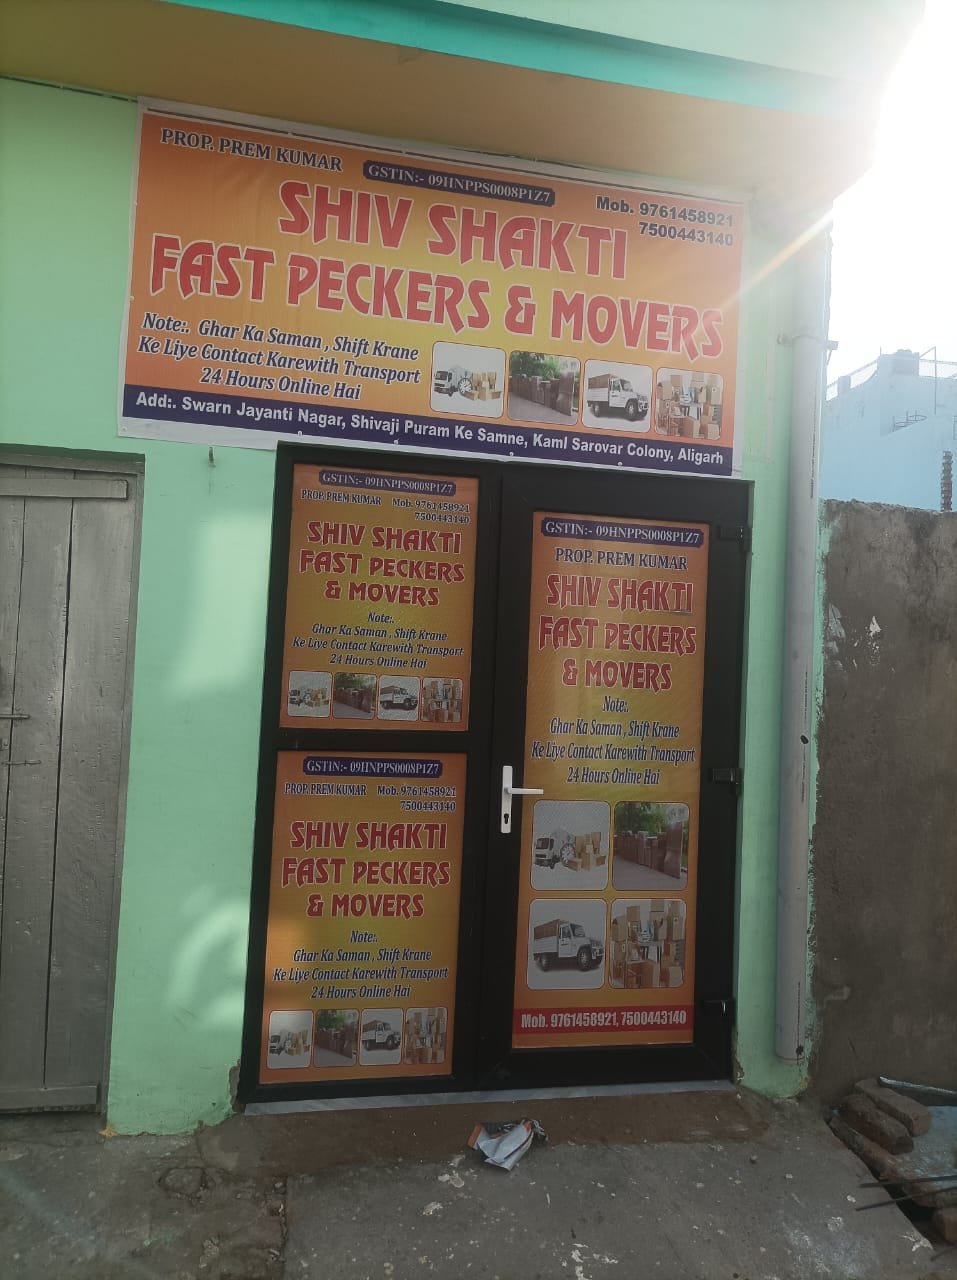 PROP. PREM KUMAR
GSTIN:- 09HNPPS0008P1Z7
Mob. 9761458921
7500443140
SHIV SHAKTI
FAST PECKERS & MOVERS
Note:. Ghar Ka Saman , Shift Krane
Ke Liye Contact Karewith Transport
24 Hours Online Hai
Add:. Swarn Jayanti Nagar, Shivaji Puram Ke Samne, Kaml Sarovar Colony, Aligarh
GSTIN:- 09HNPPS0008P1Z7
PROP. PREM KUMAR Mob. 9761458921
7500443140
SHIV SHAKTI
FAST PECKERS
& MOVERS
Note:.
Ghar Ka Saman , Shift Krane
Ke Liye Contact Karewith Transport
24 Hours Online Hai
GSTIN:- 09HNPPS0008P1Z7
PROP. PREM KUMAR Mob. 9761458921
7500443140
SHIV SHAKTI
FAST PECKERS
& MOVERS
Note:.
Ghar Ka Saman , Shift Krane
Ke Liye Contact Karewith Transport
24 Hours Online Hai
GSTIN:- 09HNPPS0008P1Z7
PROP. PREM KUMAR
SHIV SHAKTI
FAST PECKERS
& MOVERS
Note:.
Ghar Ka Saman , Shift Krane
Ke Liye Contact Karewith Transport
24 Hours Online Hai
Mob. 9761458921, 7500443140